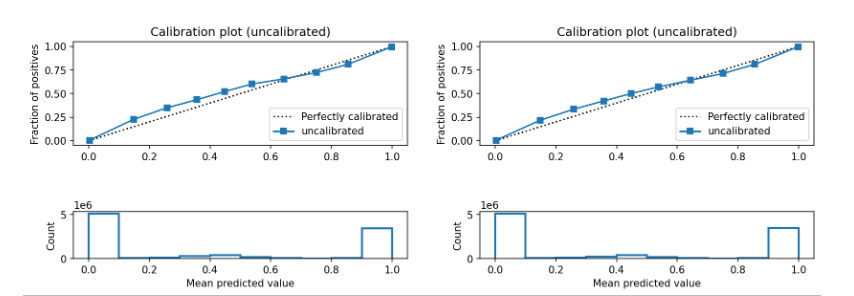 Calibration plot (uncalibrated)
Fraction of positives
1.00
0.75
0.50
0.25
0.00
Perfectly calibrated
uncalibrated
0.0 0.2 0.4 0.6 0.8 1.0
1e6
Count
5
0
0.0 0.2 0.4 0.6 0.8 1.0
Mean predicted value
Calibration plot (uncalibrated)
Fraction of positives
1.00
0.75
0.50
0.25
0.00
Perfectly calibrated
uncalibrated
0.0 0.2 0.4 0.6 0.8 1.0
1e6
Count
5
0
0.0 0.2 0.4 0.6 0.8 1.0
Mean predicted value